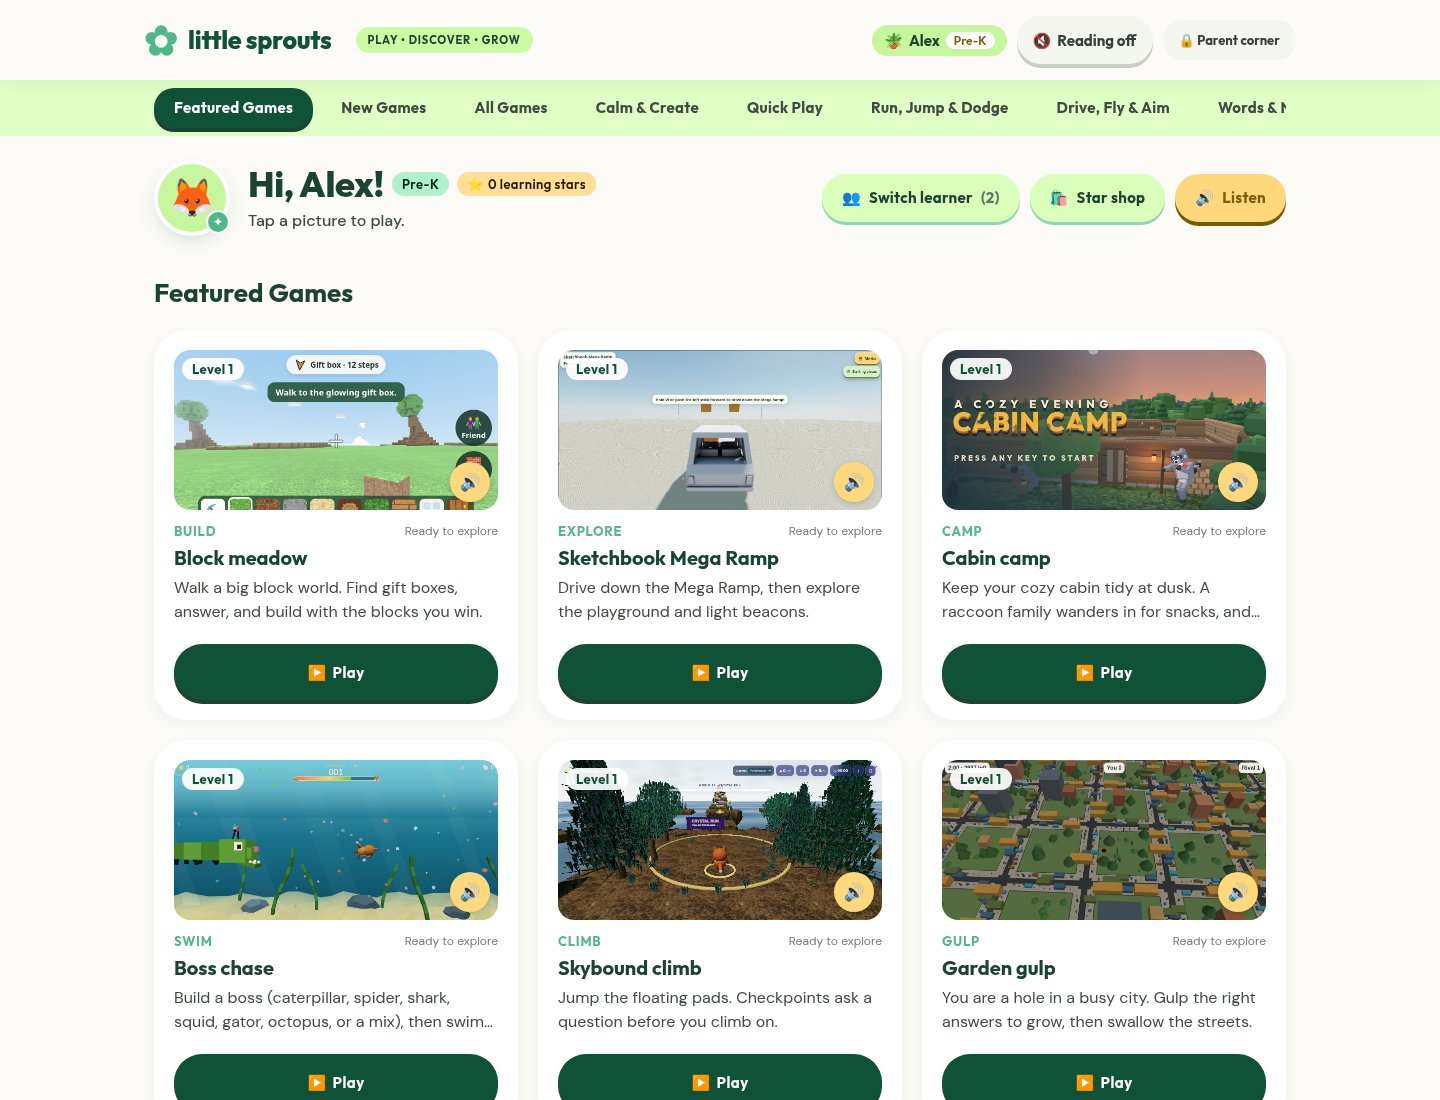 little sprouts
PLAY • DISCOVER • GROW
Alex Pre-K
Reading off
Parent corner
Featured Games
New Games
All Games
Calm & Create
Quick Play
Run, Jump & Dodge
Drive, Fly & Aim
Words &
Hi, Alex!
Pre-K
0 learning stars
Tap a picture to play.
Switch learner (2)
Star shop
Listen
Featured Games
Level 1
Gift box · 12 steps
Walk to the glowing gift box.
Friend
BUILD
Ready to explore
Block meadow
Walk a big block world. Find gift boxes,
answer, and build with the blocks you win.
Play
Level 1
Menu
EXPLORE
Ready to explore
Sketchbook Mega Ramp
Drive down the Mega Ramp, then explore
the playground and light beacons.
Play
Level 1
A COZY EVENING
CABIN CAMP
PRESS ANY KEY TO START
CAMP
Ready to explore
Cabin camp
Keep your cozy cabin tidy at dusk. A
raccoon family wanders in for snacks, and...
Play
Level 1
001
SWIM
Ready to explore
Boss chase
Build a boss (caterpillar, spider, shark,
squid, gator, octopus, or a mix), then swim...
Play
Level 1
CRYSTAL RUN
CLIMB
Ready to explore
Skybound climb
Jump the floating pads. Checkpoints ask a
question before you climb on.
Play
Level 1
You 0
Rival 1
GULP
Ready to explore
Garden gulp
You are a hole in a busy city. Gulp the right
answers to grow, then swallow the streets.
Play